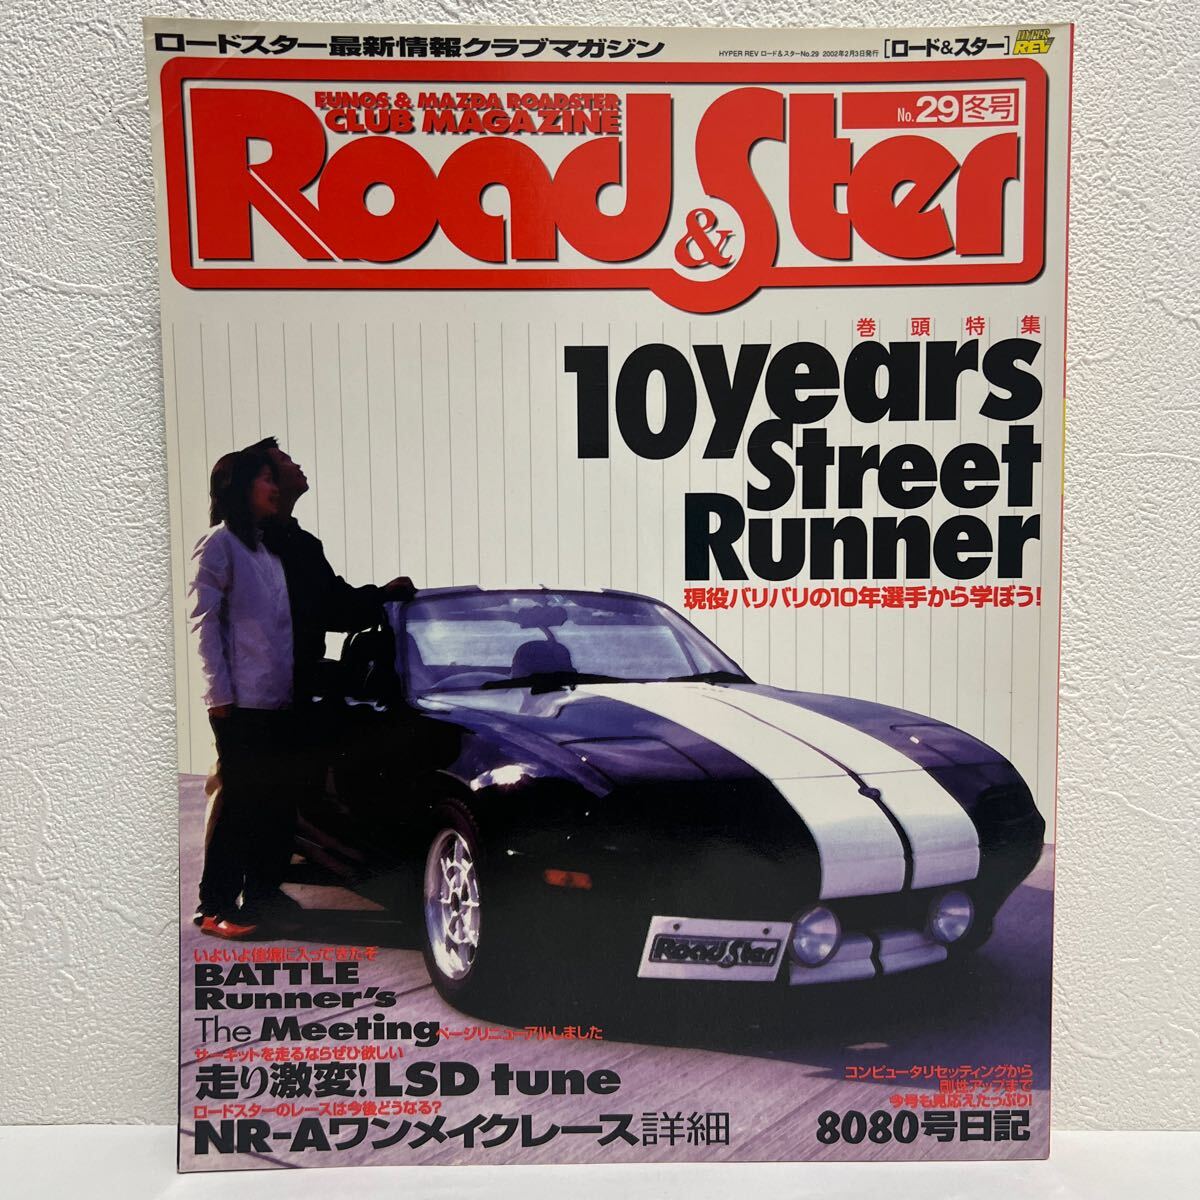 ロードスター最新情報クラブマガジン
HYPER REV ロード&スターNo.29 2002年2月3日発行
[ロード&スター]
HYPER REV
EUNOS & MAZDA ROADSTER
CLUB MAGAZINE
No.29 冬号
Road&Ster
巻頭特集
10years
Street
Runner
現役バリバリの10年選手から学ぼう!
Road&Ster
いよいよ佳境に入ってきたぞ
BATTLE
Runner's
The Meeting ページリニューアルしました
サーキットを走るならぜひ欲しい
走り激変!LSD tune
ロードスターのレースは今後どうなる?
NR-Aワンメイクレース詳細
コンピュータリセッティングから
剛性アップまで
今号も見応えたっぷり!
8080号日記